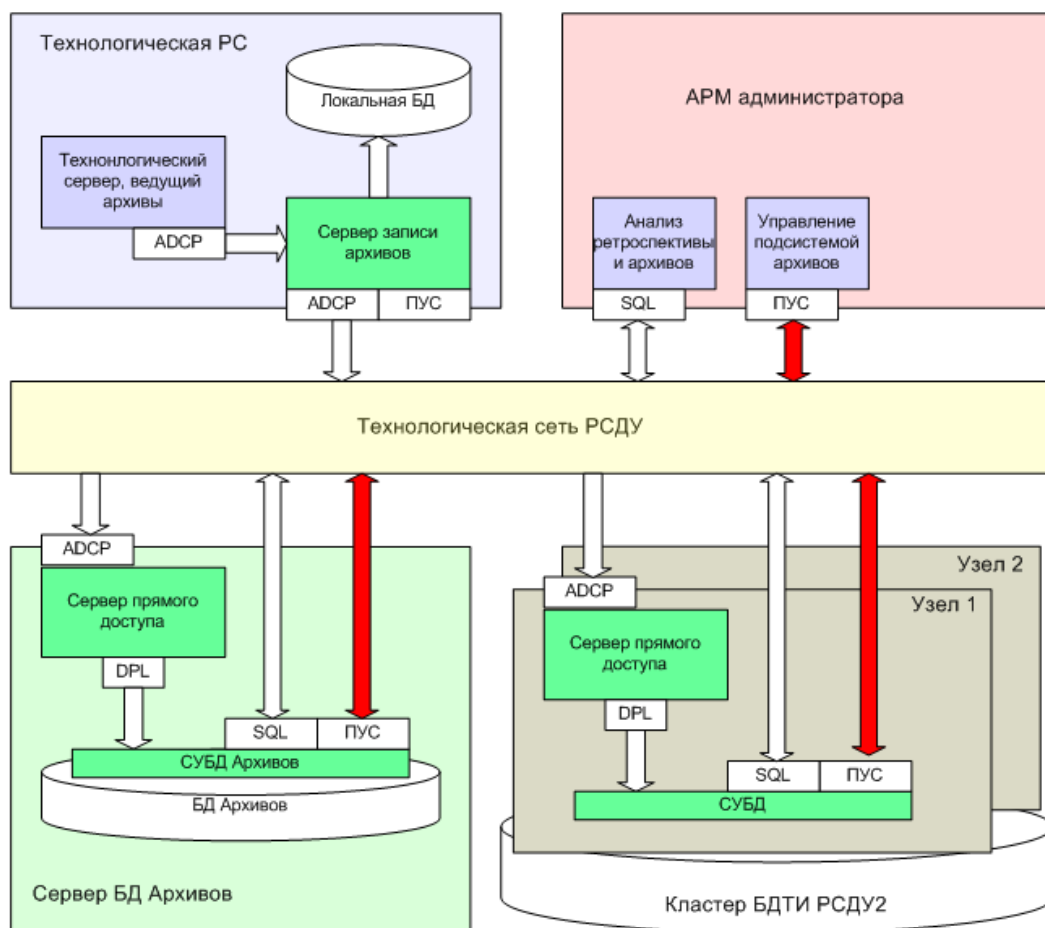 Технологическая РС
Локальная БД
Технонлогический
сервер, ведущий
архивы
ADCP
Сервер записи
архивов
ADCP
ПУС
АРМ администратора
Анализ
ретроспективы
и архивов
SQL
Управление
подсистемой
архивов
ПУС
Технологическая сеть РСДУ
ADCP
Сервер прямого
доступа
DPL
SQL
ПУС
СУБД Архивов
БД Архивов
Сервер БД Архивов
Узел 2
Узел 1
ADCP
Сервер прямого
доступа
DPL
SQL
ПУС
СУБД
Кластер БДТИ РСДУ2